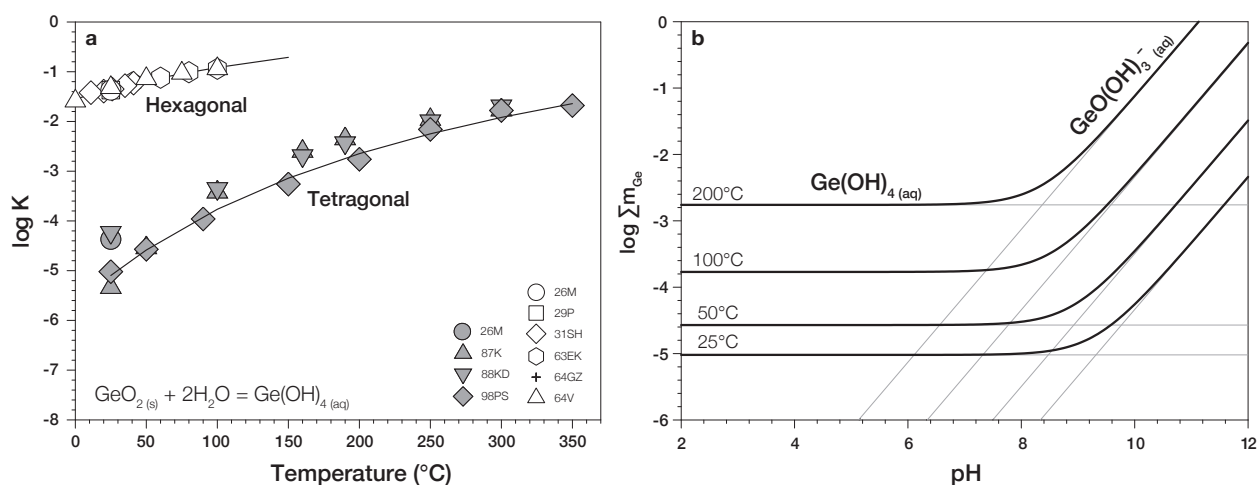 a
0
-1
-2
-3
-4
-5
-6
-7
-8
log K
0 50 100 150 200 250 300 350
Temperature (°C)
Hexagonal
Tetragonal
26M
87K
88KD
98PS
26M
29P
31SH
63EK
64GZ
64V
GeO2 (s) + 2H2O = Ge(OH)4 (aq)
b
0
-1
-2
-3
-4
-5
-6
log ∑mGe
2 4 6 8 10 12
pH
GeO(OH)3− (aq)
Ge(OH)4 (aq)
200°C
100°C
50°C
25°C